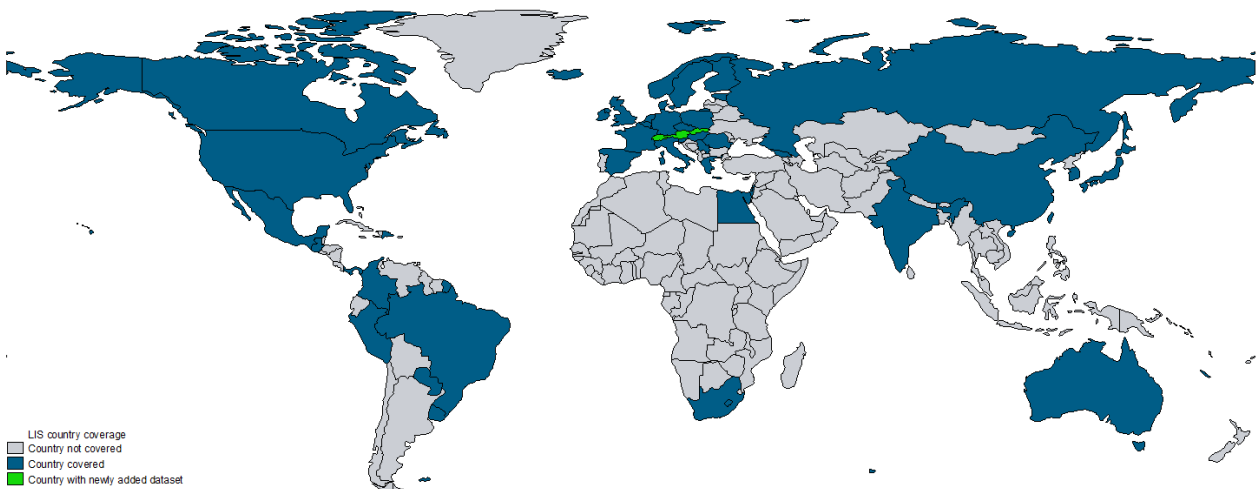 LIS country coverage
Country not covered
Country covered
Country with newly added dataset